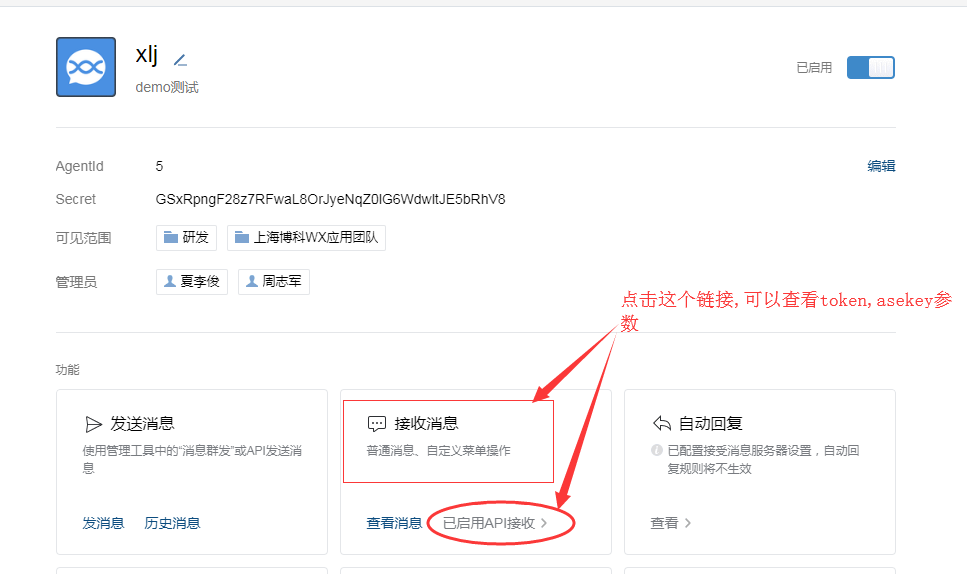 xlj
demo测试
已启用
AgentId 5 编辑
Secret GSxRpngF28z7RFwaL8OrJyeNqZ0IG6WdwItJE5bRhV8
可见范围 研发 上海博科WX应用团队
管理员 夏李俊 周志军
点击这个链接,可以查看token,asekey参
数
功能
发送消息
使用管理工具中的“消息群发”或API发送消
息
发消息 历史消息
接收消息
普通消息、自定义菜单操作
查看消息 已启用API接收
自动回复
已配置接受消息服务器设置，自动回
复规则将不生效
查看